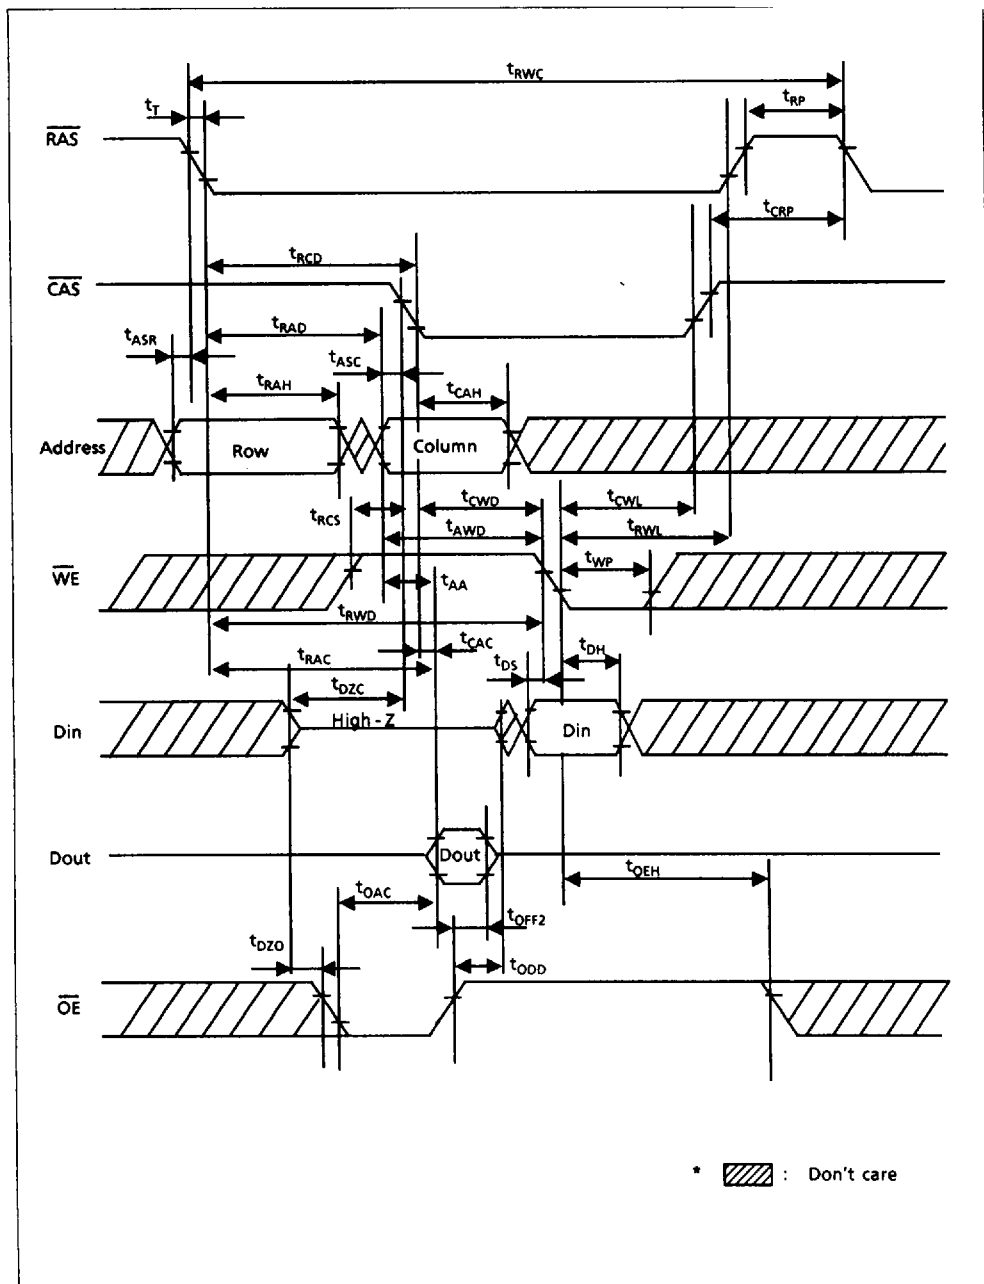 tRWC
tRP
tT
RAS
tCRP
tRCD
CAS
tRAD
tASR
tASC
tRAH
tCAH
Address
Row
Column
tRCS
tCWD
tCWL
tAWD
tRWL
WE
tWP
tAA
tRWD
tCAC
tRAC
tDS
tDH
tDZC
High - Z
Din
Din
Dout
Dout
tOEH
tOAC
tOFF2
tDZO
tODD
OE
* : Don't care